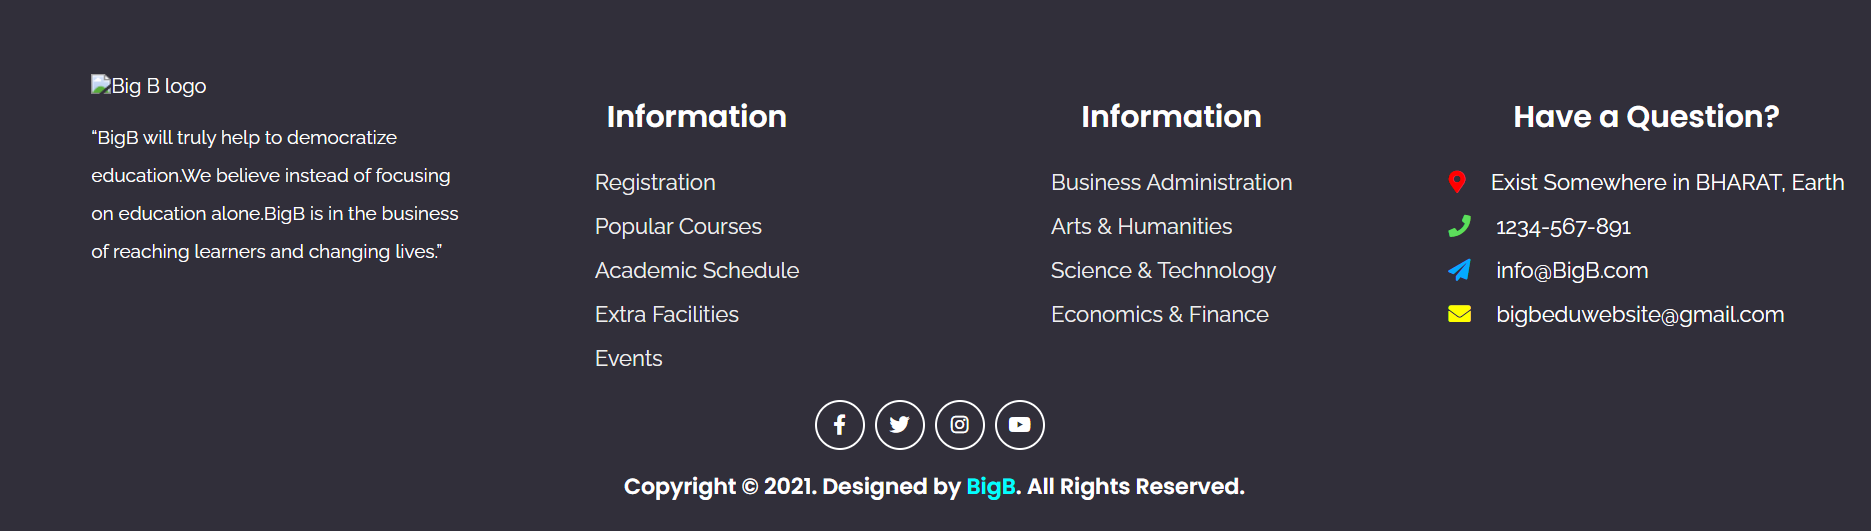 Big B logo
“BigB will truly help to democratize
education.We believe instead of focusing
on education alone.BigB is in the business
of reaching learners and changing lives.”
Information
Registration
Popular Courses
Academic Schedule
Extra Facilities
Events
Information
Business Administration
Arts & Humanities
Science & Technology
Economics & Finance
Have a Question?
Exist Somewhere in BHARAT, Earth
1234-567-891
info@BigB.com
bigbeduwebsite@gmail.com
Copyright © 2021. Designed by BigB. All Rights Reserved.